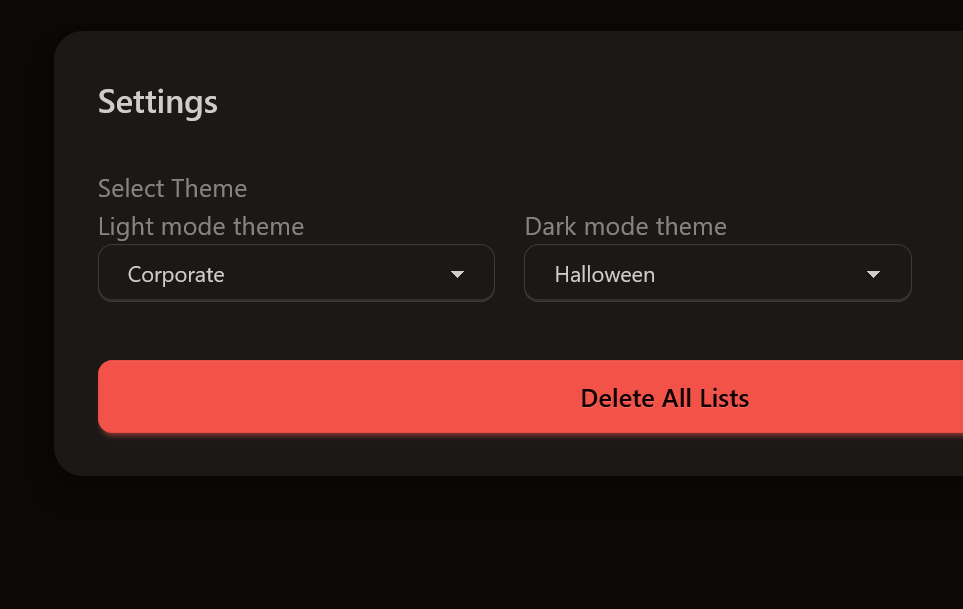 Settings
Select Theme
Light mode theme
Dark mode theme
Corporate
Halloween
Delete All Lists